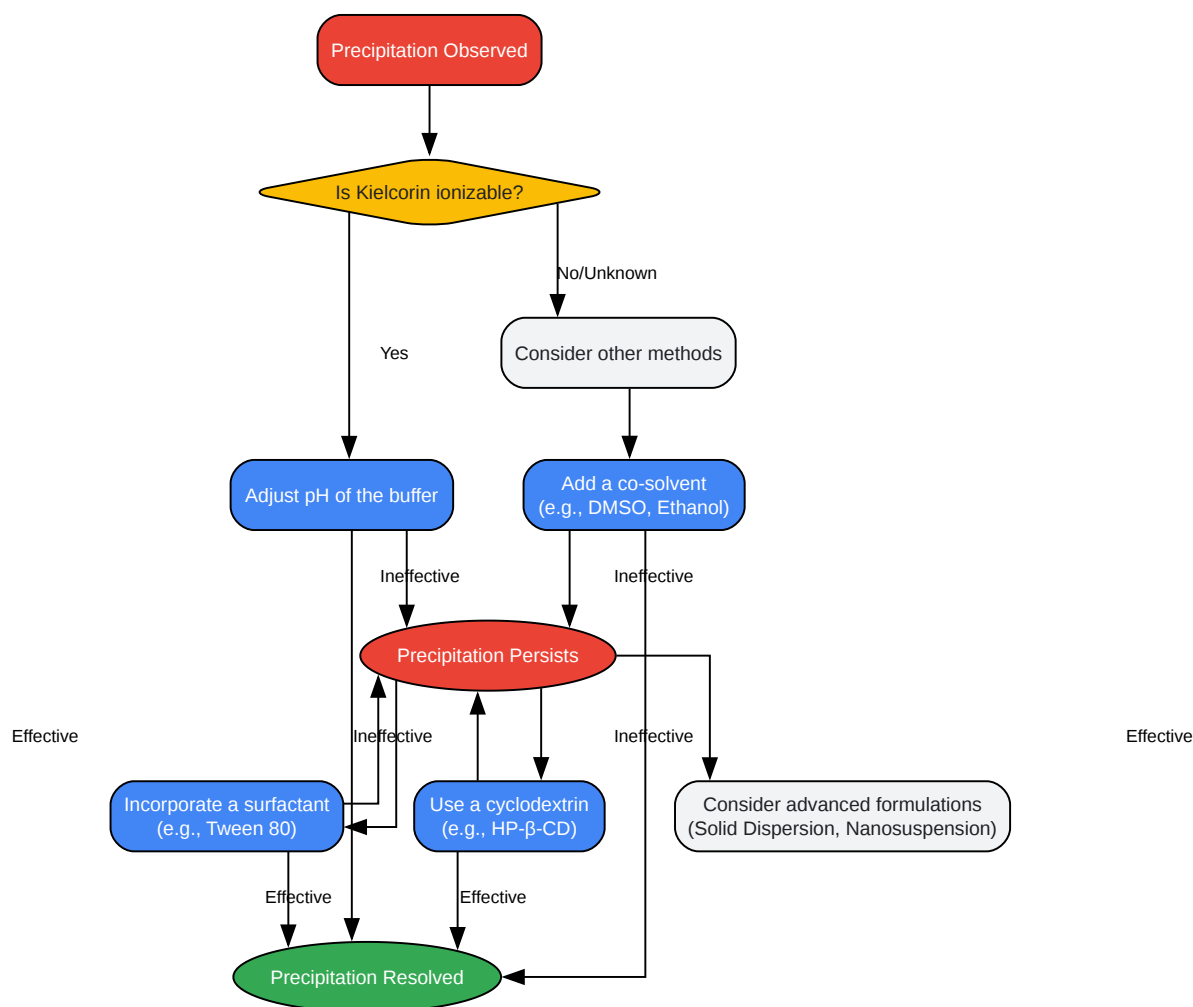 Precipitation Observed
Is Kielcorin ionizable?
No/Unknown
Yes
Consider other methods
Adjust pH of the buffer
Add a co-solvent
(e.g., DMSO, Ethanol)
Ineffective
Ineffective
Precipitation Persists
Effective
Ineffective
Ineffective
Effective
Incorporate a surfactant
(e.g., Tween 80)
Use a cyclodextrin
(e.g., HP-β-CD)
Consider advanced formulations
(Solid Dispersion, Nanosuspension)
Effective
Effective
Precipitation Resolved